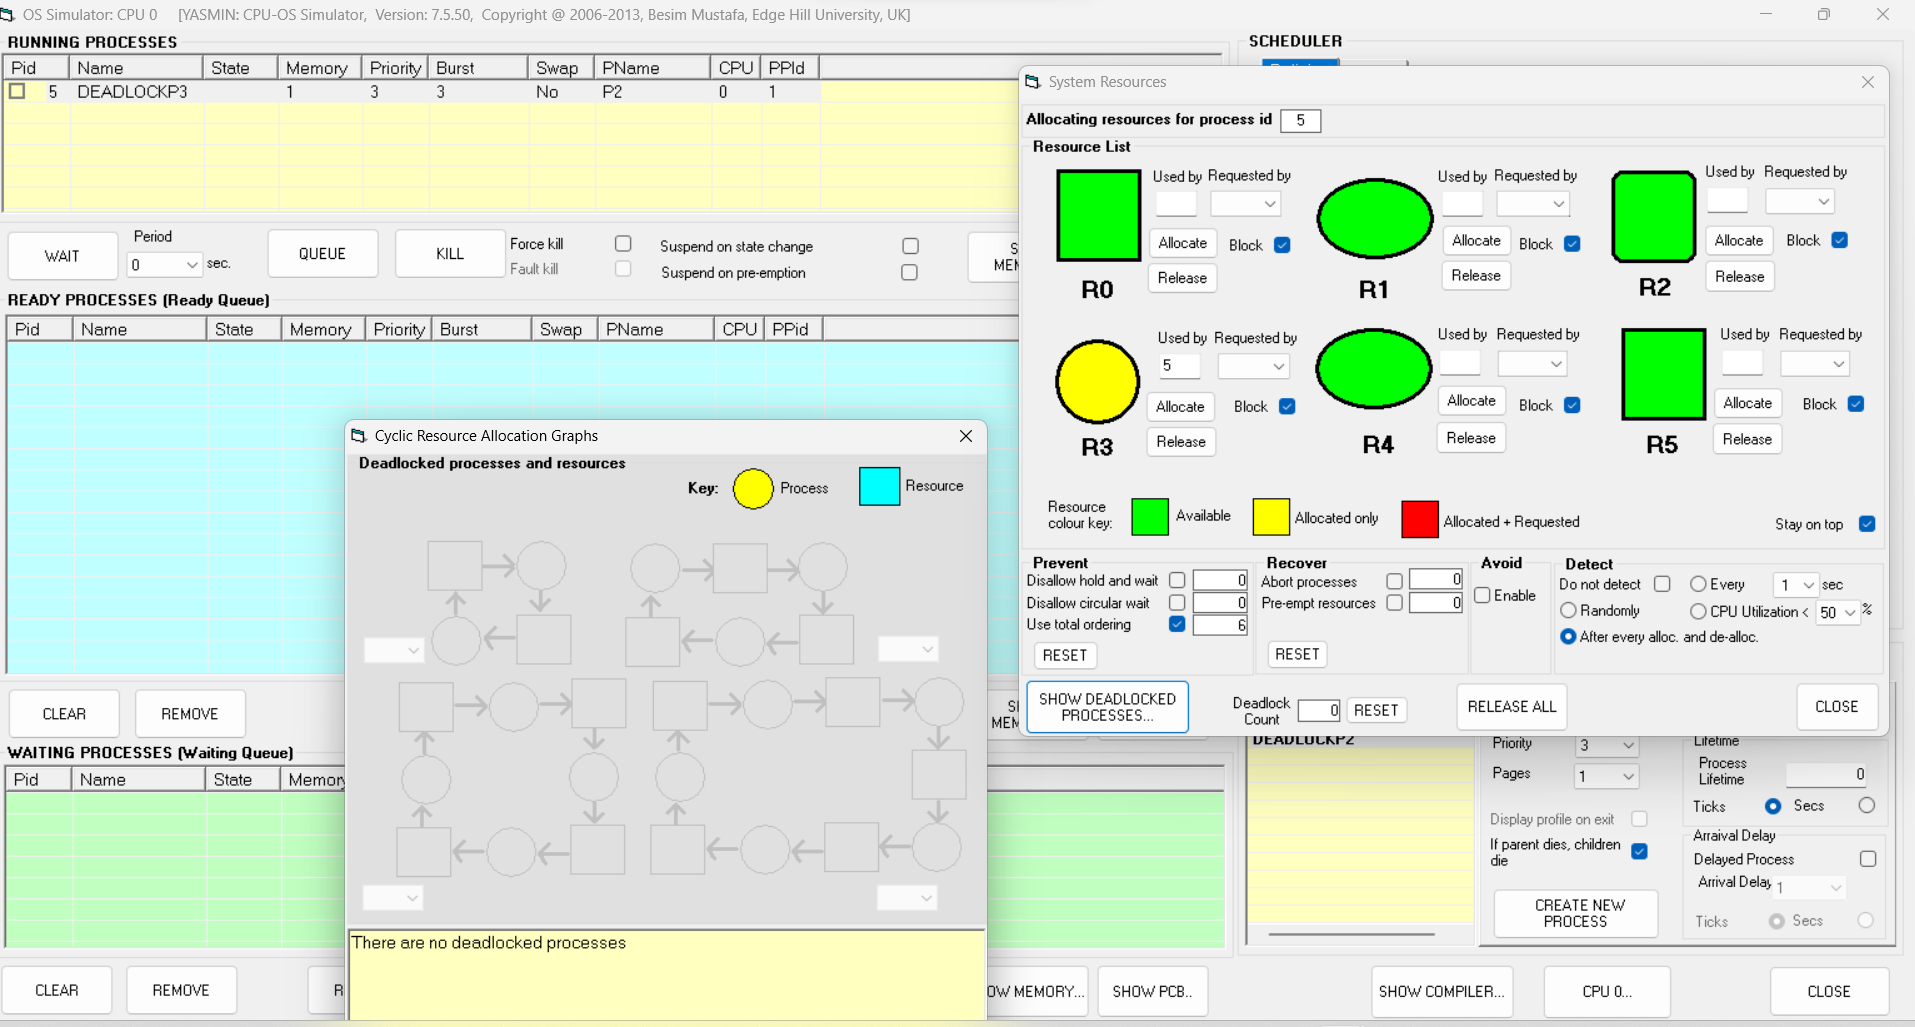 OS Simulator: CPU 0 [YASMIN: CPU-OS Simulator, Version: 7.5.50, Copyright @ 2006-2013, Besim Mustafa, Edge Hill University, UK]
RUNNING PROCESSES
Pid Name State Memory Priority Burst Swap PName CPU PPId
5 DEADLOCKP3 1 3 3 No P2 0 1
WAIT
Period
0 sec.
QUEUE
KILL
Force kill
Fault kill
Suspend on state change
Suspend on pre-emption
READY PROCESSES (Ready Queue)
Pid Name State Memory Priority Burst Swap PName CPU PPid
CLEAR
REMOVE
WAITING PROCESSES (Waiting Queue)
Pid Name State Memory
CLEAR
REMOVE
SHOW PCB..
SHOW COMPILER...
CPU 0...
CLOSE
SCHEDULER
System Resources
Allocating resources for process id 5
Resource List
Used by Requested by
Allocate Block
Release
R0
Used by Requested by
Allocate Block
Release
R1
Used by Requested by
Allocate Block
Release
R2
Used by Requested by
5
Allocate Block
Release
R3
Used by Requested by
Allocate Block
Release
R4
Used by Requested by
Allocate Block
Release
R5
Resource
colour key:
Available
Allocated only
Allocated + Requested
Stay on top
Prevent
Disallow hold and wait 0
Disallow circular wait 0
Use total ordering 6
RESET
Recover
Abort processes 0
Pre-empt resources 0
RESET
Avoid
Enable
Detect
Do not detect Every 1 sec
Randomly CPU Utilization < 50 %
After every alloc. and de-alloc.
SHOW DEADLOCKED
PROCESSES...
Deadlock
Count 0 RESET
RELEASE ALL
CLOSE
Cyclic Resource Allocation Graphs
Deadlocked processes and resources
Key: Process Resource
There are no deadlocked processes
DEADLOCKP2
Priority 3
Pages 1
Display profile on exit
If parent dies, children
die
CREATE NEW
PROCESS
Lifetime
Process
Lifetime 0
Ticks Secs
Arraival Delay
Delayed Process
Arrival Delay 1
Ticks Secs